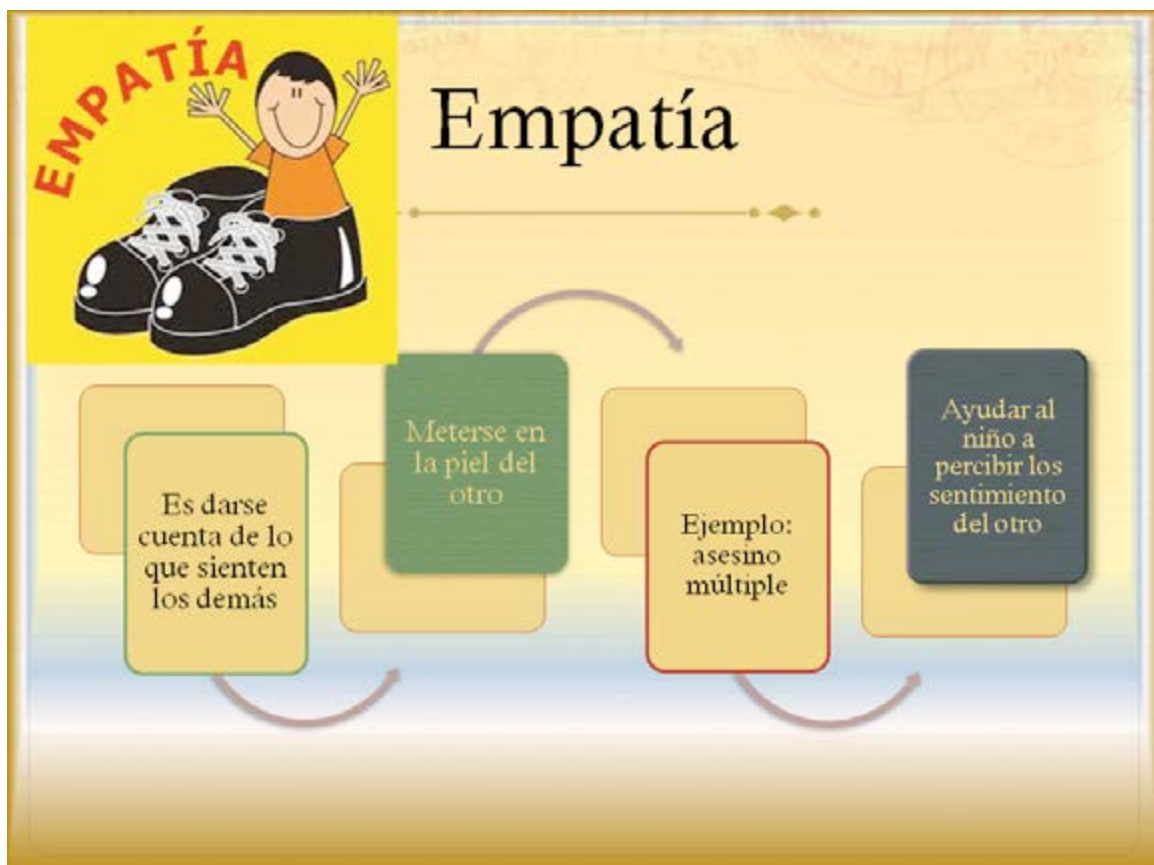 EMPATÍA
Empatía
Es darse
cuenta de lo
que sienten
los demás
Meterse en
la piel del
otro
Ejemplo:
asesino
múltiple
Ayudar al
niño a
percibir los
sentimiento
del otro